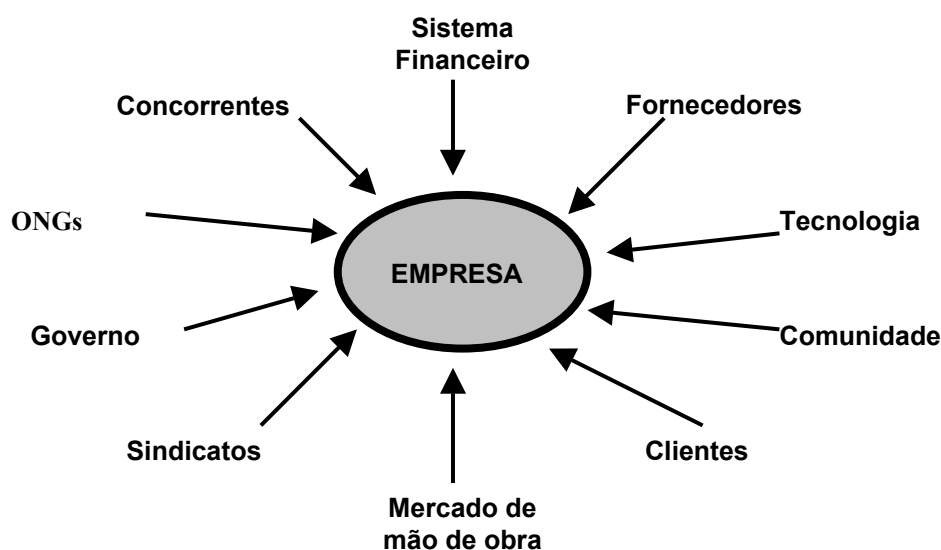 Sistema
Financeiro
Concorrentes
Fornecedores
ONGs
Tecnologia
EMPRESA
Governo
Comunidade
Sindicatos
Clientes
Mercado de
mão de obra